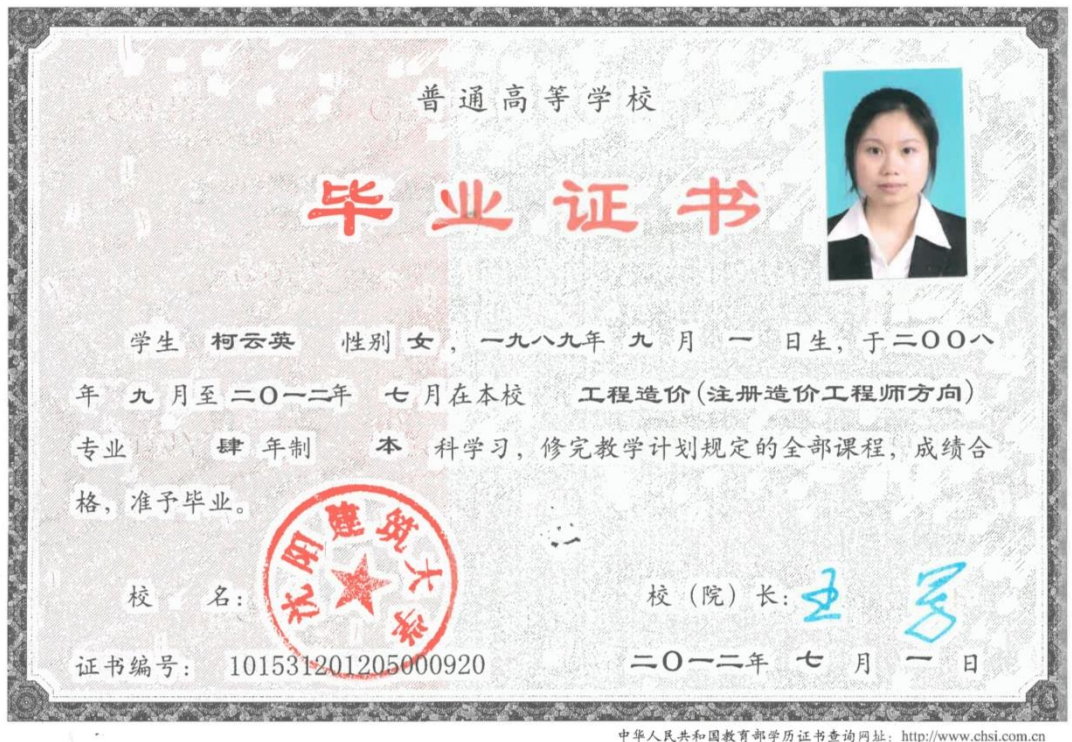 普通高等学校
毕业证书
学生 柯云英 性别 女，一九八九年 九 月 一 日生，于二OO八
年 九 月至二O一二年 七 月在本校 工程造价(注册造价工程师方向)
专业 肆 年制 本 科学习，修完教学计划规定的全部课程，成绩合
格，准予毕业。
沈阳建筑大学
校 名： 校（院）长：
证书编号： 101531201205000920 二O一二年 七 月 一 日
中华人民共和国教育部学历证书查询网址：http://www.chsi.com.cn